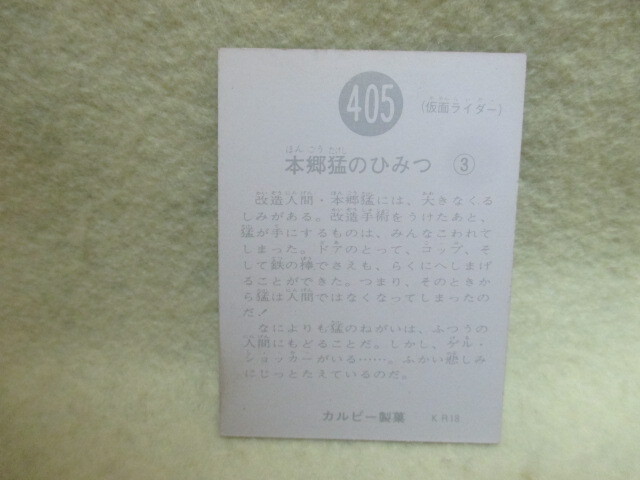 405
(仮面ライダー)
本郷猛のひみつ ③
改造人間・本郷猛には、大きなくる
しみがある。改造手術をうけたあと、
猛が手にするものは、みんなこわれて
しまった。ドアのとって、コップ、そ
して鉄の棒でさえも、らくにへしまげ
ることができた。つまり、そのときか
ら猛は人間ではなくなってしまったの
だ!
なによりも猛のねがいは、ふつうの
人間にもどることだ。しかし、ゲル・
ショッカーがいる……。ふかい悲しみ
にじっとたえているのだ。
カルビー製菓 K.R18